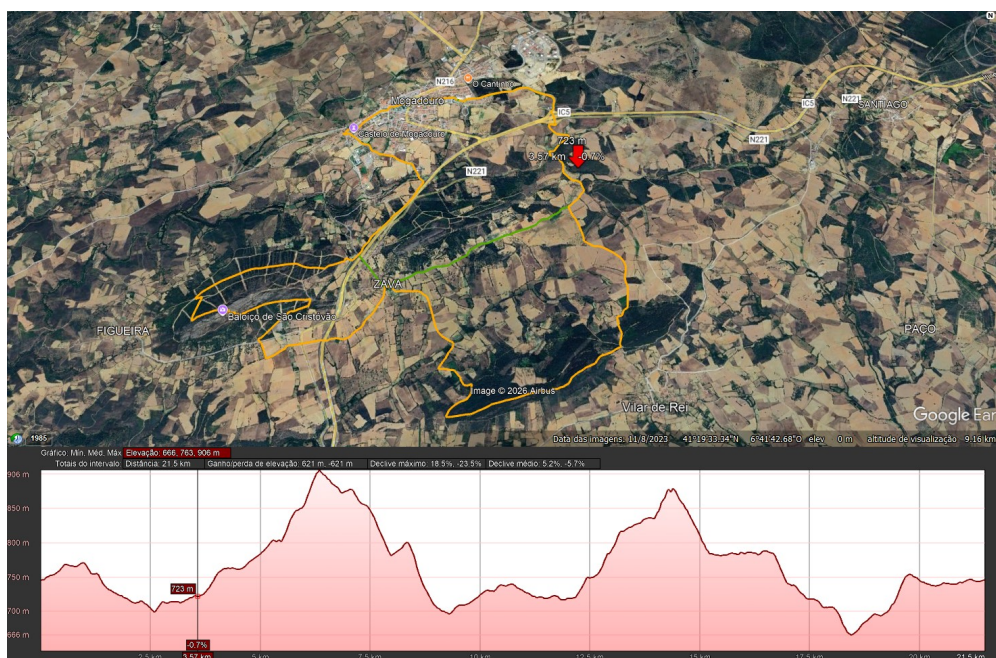 N
N216
O Cantinho
Mogadouro
IC5
Castelo de Mogadouro
IC5
N221
SANTIAGO
N221
723 m
3.57 km -0.7%
N221
ZAVA
Baloiço de São Cristóvão
FIGUEIRA
PAÇO
Image © 2026 Airbus
Vilar de Rei
Google Ear
1985
Data das imagens: 11/8/2023 41°19'33.34"N 6°41'42.68"O elev 0 m altitude de visualização 9.16 km
Gráfico: Mín, Méd, Máx Elevação: 666, 763, 906 m
Totais do intervalo: Distância: 21.5 km Ganho/perda de elevação: 621 m, -621 m Declive máximo: 18.5%, -23.5% Declive médio: 5.2%, -5.7%
906 m
850 m
800 m
750 m
723 m
700 m
666 m
-0.7%
2.5 km 3.57 km 5 km 7.5 km 10 km 12.5 km 15 km 17.5 km 20 km 21.5 km